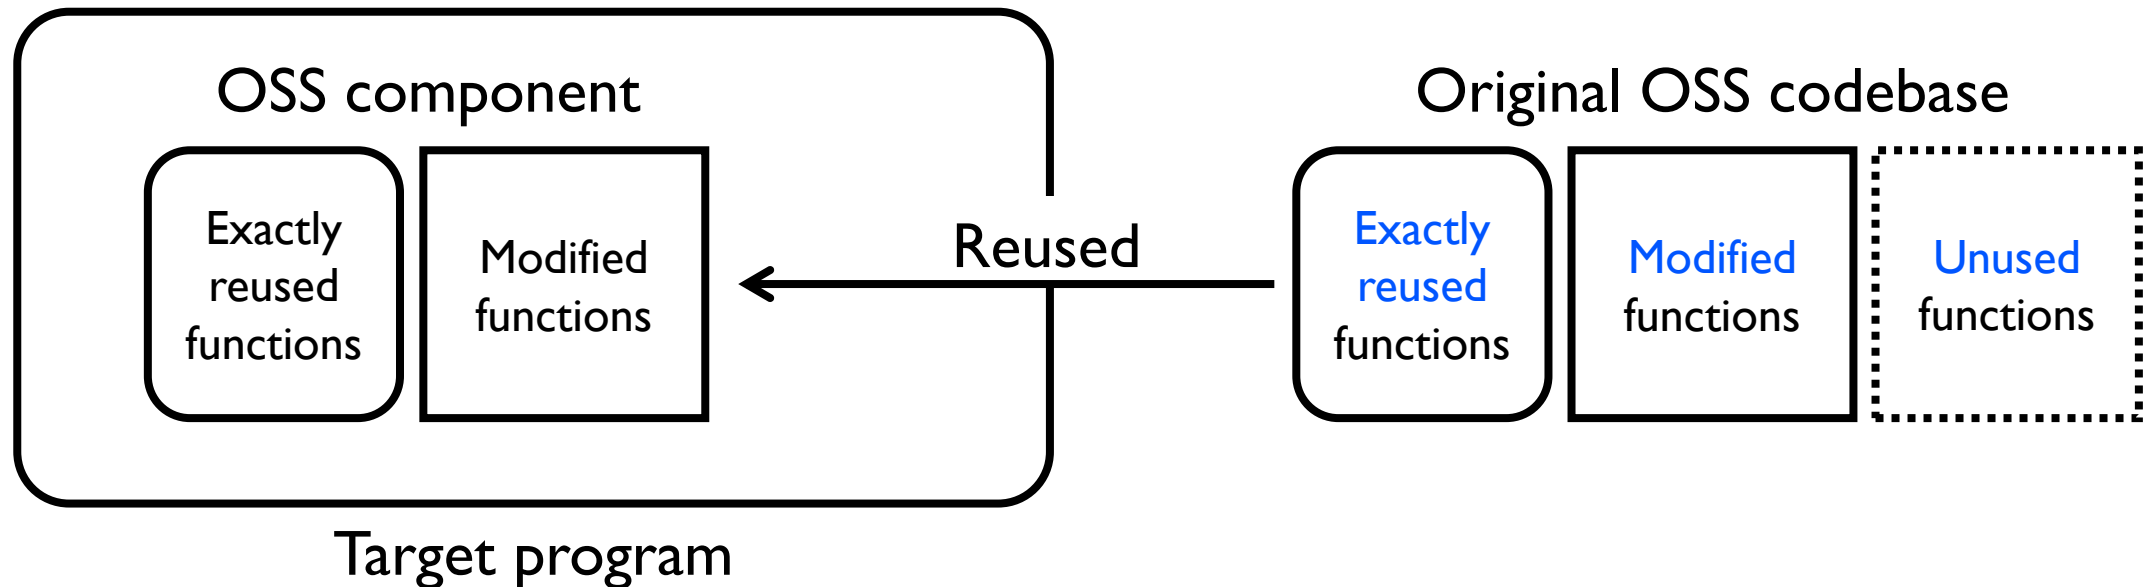 OSS component
Exactly
reused
functions
Modified
functions
Target program
Reused
Original OSS codebase
Exactly
reused
functions
Modified
functions
Unused
functions